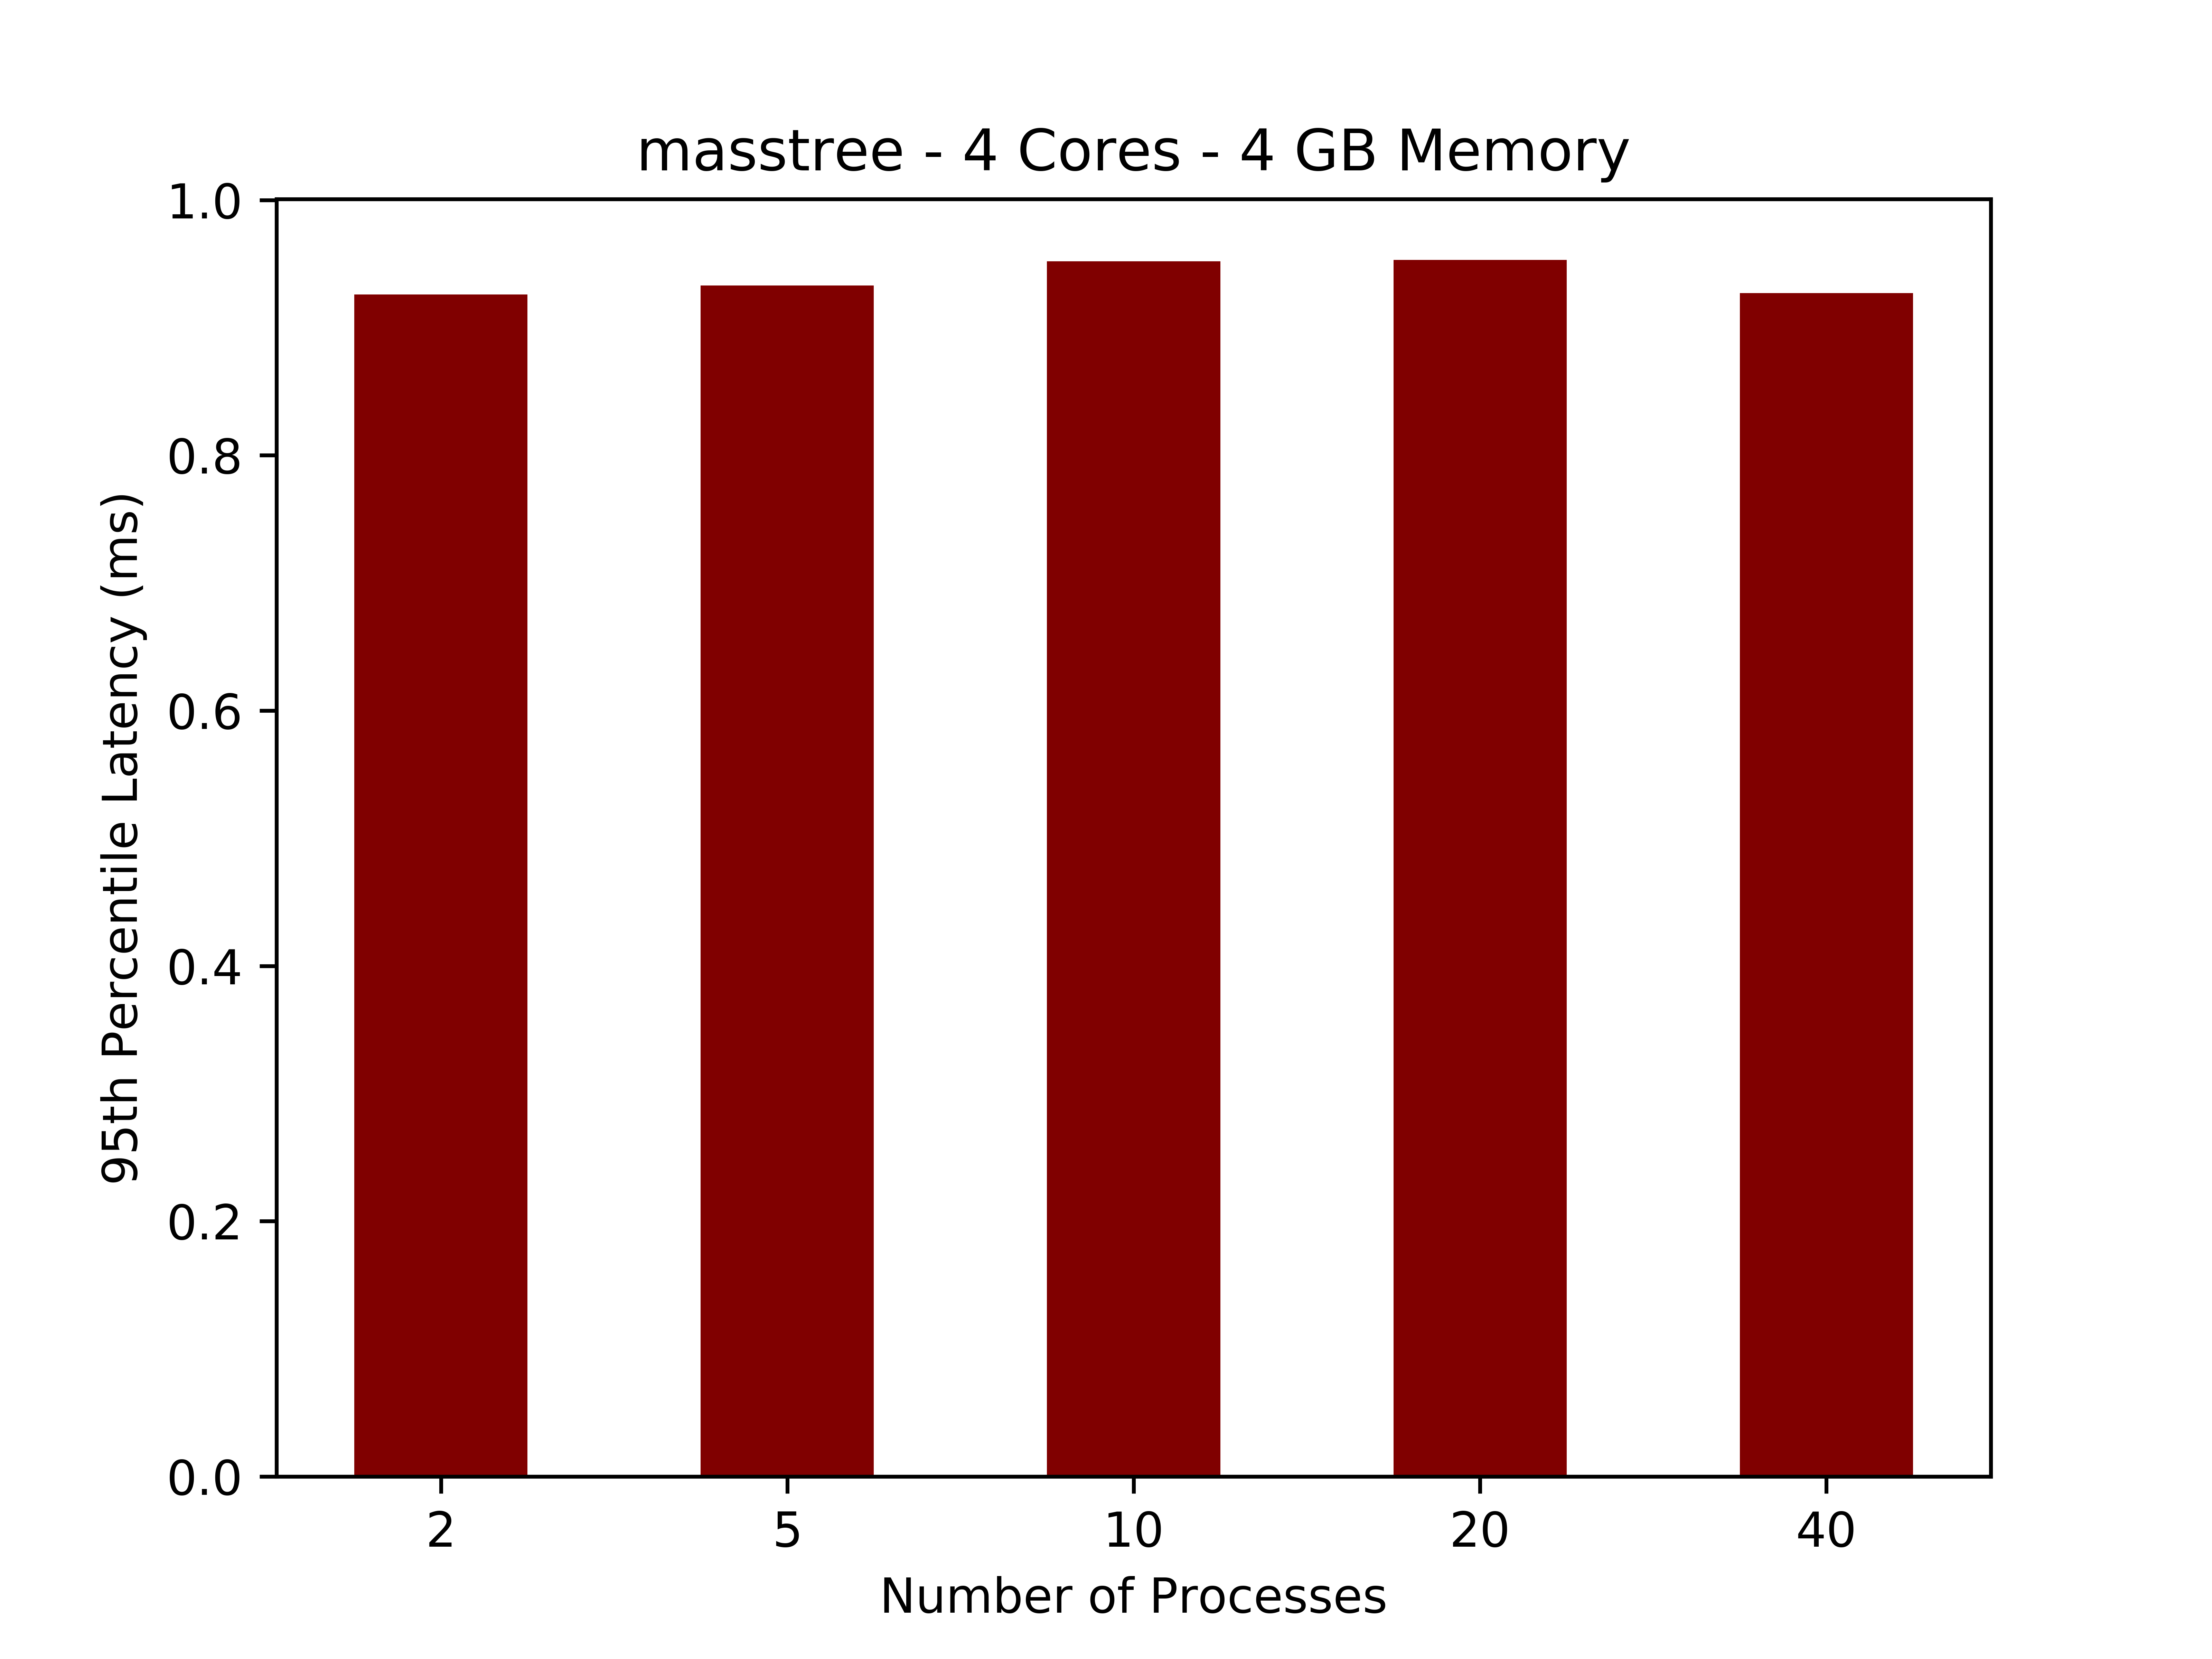 masstree - 4 Cores - 4 GB Memory
1.0
0.8
0.6
0.4
0.2
0.0
95th Percentile Latency (ms)
2 5 10 20 40
Number of Processes